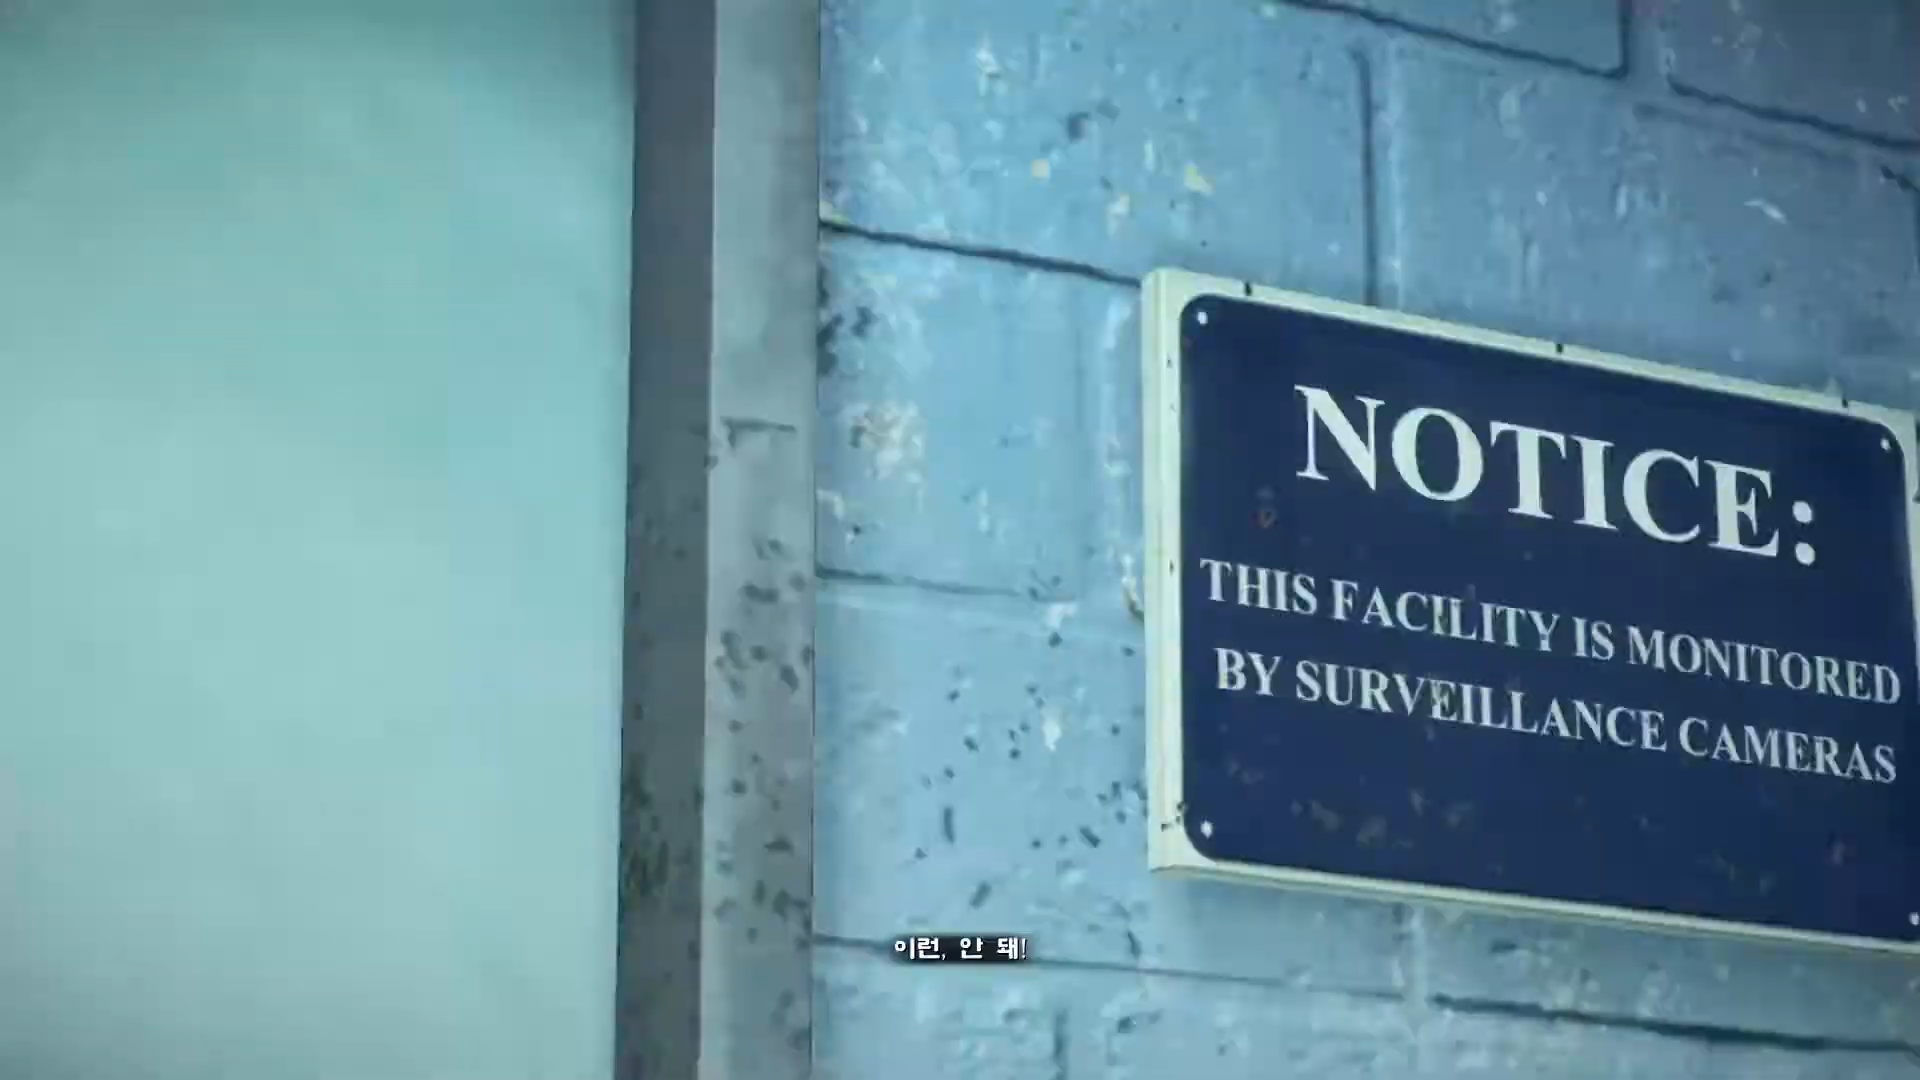 NOTICE:
THIS FACILITY IS MONITORED
BY SURVEILLANCE CAMERAS
이런, 안 돼!